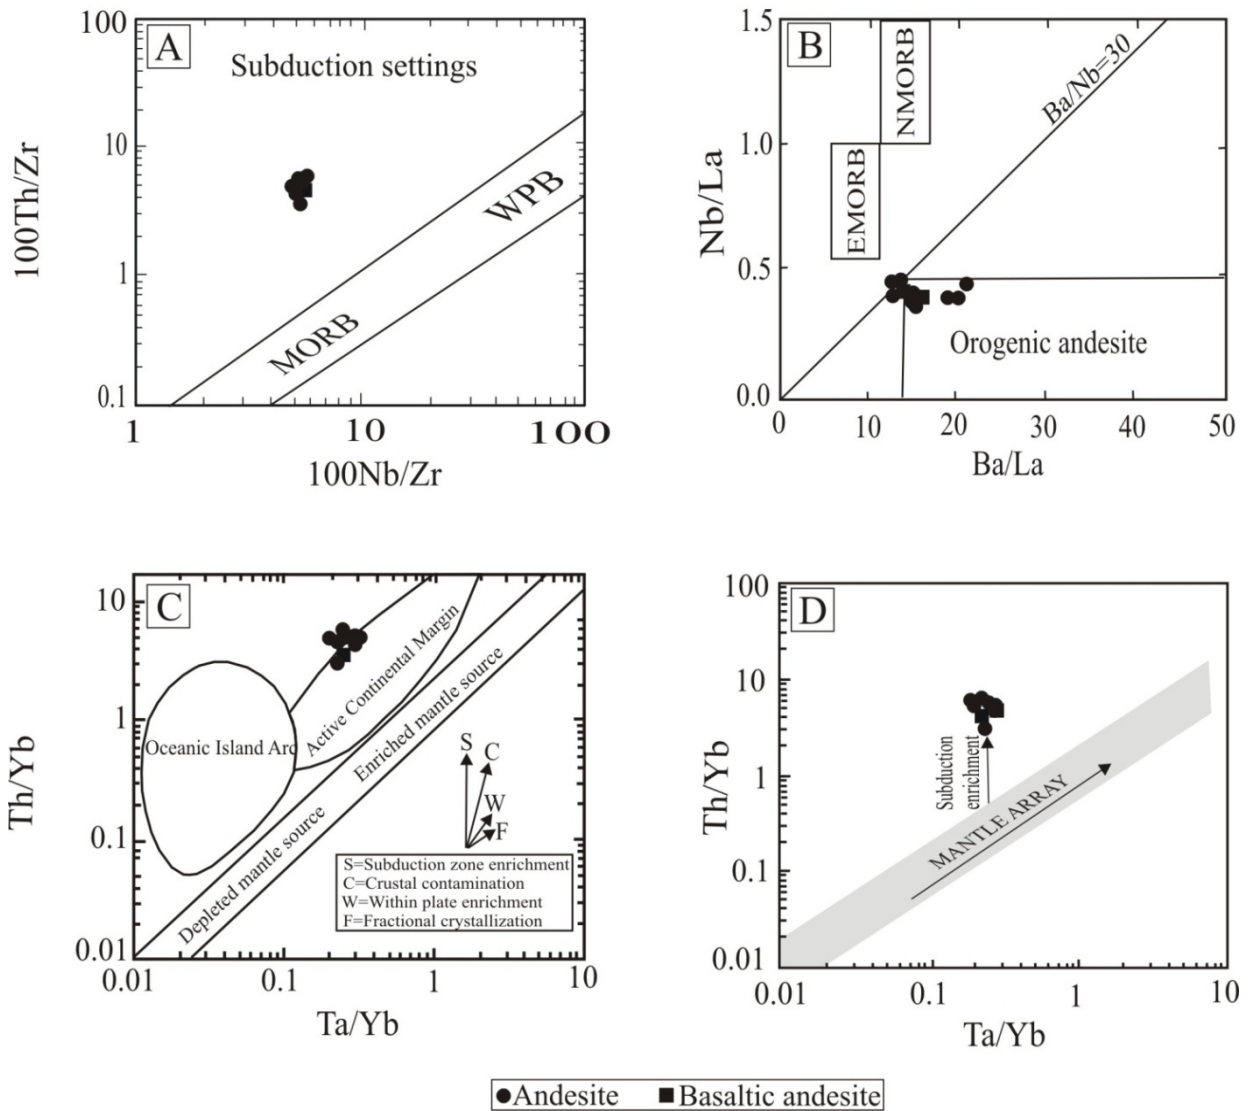 A
Subduction settings
100
10
1
0.1
100Th/Zr
MORB
WPB
1
10
100
100Nb/Zr
B
1.5
1.0
0.5
0.0
Nb/La
NMORB
EMORB
Ba/Nb=30
Orogenic andesite
0
10
20
30
40
50
Ba/La
C
10
1
0.1
0.01
Th/Yb
Oceanic Island Arc
Active Continental Margin
Enriched mantle source
Depleted mantle source
S
C
W
F
S=Subduction zone enrichment
C=Crustal contamination
W=Within plate enrichment
F=Fractional crystallization
0.01
0.1
1
10
Ta/Yb
D
100
10
1
0.1
0.01
Th/Yb
Subduction
enrichment
MANTLE ARRAY
0.01
0.1
1
10
Ta/Yb
Andesite
Basaltic andesite